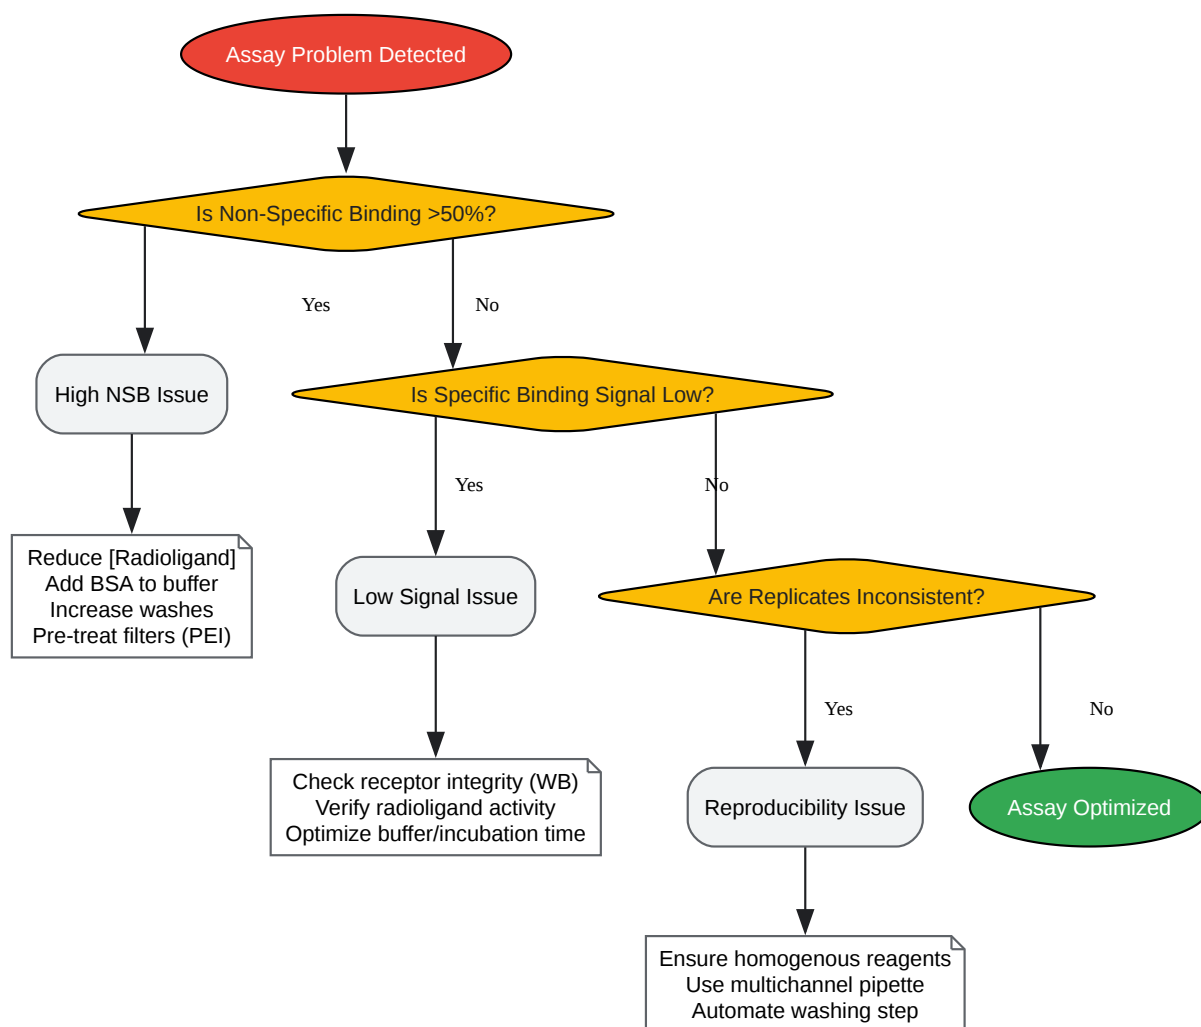 Assay Problem Detected
Is Non-Specific Binding >50%?
Yes
No
High NSB Issue
Is Specific Binding Signal Low?
Yes
No
Reduce [Radioligand]
Add BSA to buffer
Increase washes
Pre-treat filters (PEI)
Low Signal Issue
Are Replicates Inconsistent?
Yes
No
Check receptor integrity (WB)
Verify radioligand activity
Optimize buffer/incubation time
Reproducibility Issue
Assay Optimized
Ensure homogenous reagents
Use multichannel pipette
Automate washing step